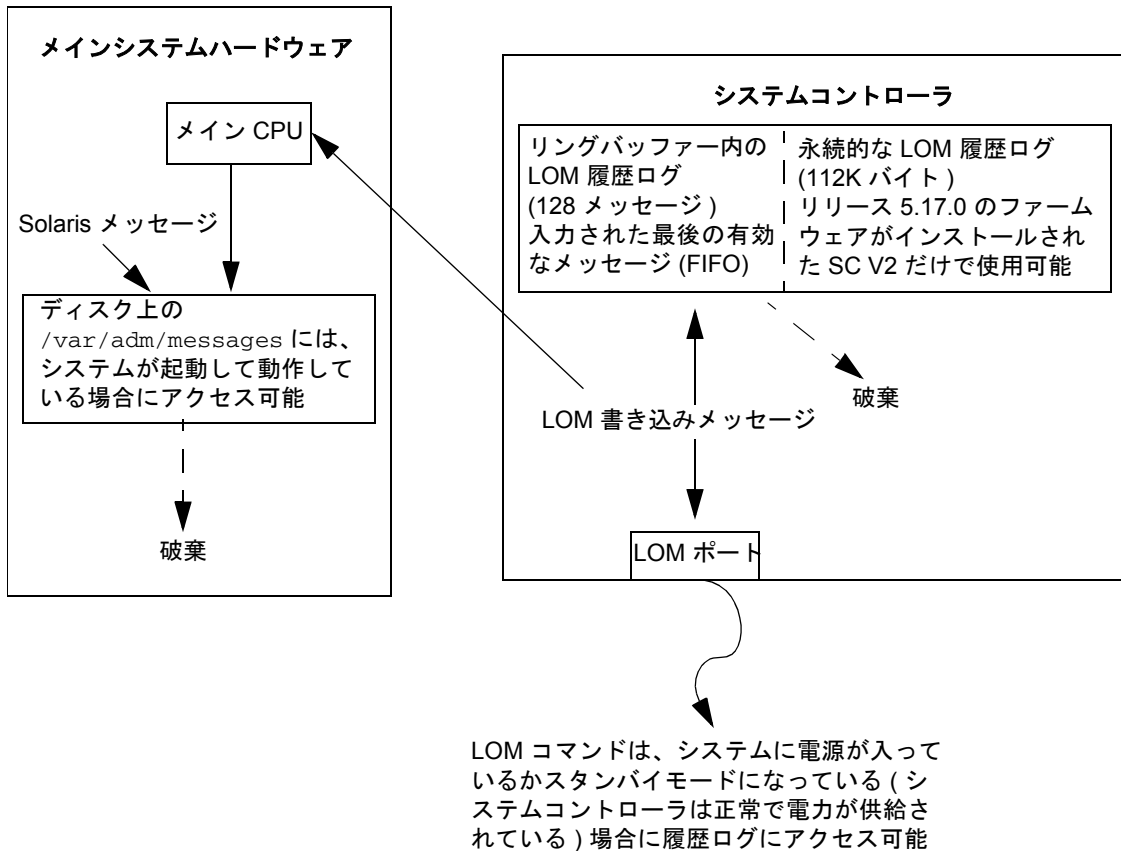 メインシステムハードウェア
メイン CPU
Solaris メッセージ
ディスク上の
/var/adm/messages には、
システムが起動して動作して
いる場合にアクセス可能
破棄
システムコントローラ
リングバッファー内の
LOM 履歴ログ
(128 メッセージ )
入力された最後の有効
なメッセージ (FIFO)
永続的な LOM 履歴ログ
(112K バイト )
リリース 5.17.0 のファーム
ウェアがインストールされ
た SC V2 だけで使用可能
破棄
LOM 書き込みメッセージ
LOM ポート
LOM コマンドは、システムに電源が入って
いるかスタンバイモードになっている ( シ
ステムコントローラは正常で電力が供給さ
れている ) 場合に履歴ログにアクセス可能